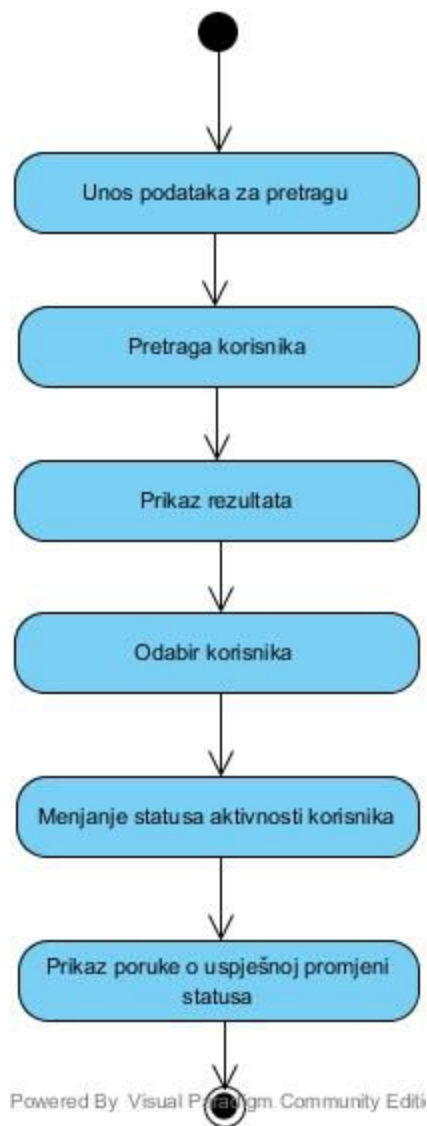 Unos podataka za pretragu
Pretraga korisnika
Prikaz rezultata
Odabir korisnika
Menjanje statusa aktivnosti korisnika
Prikaz poruke o uspješnoj promjeni
statusa
Powered By Visual Paradigm Community Editi